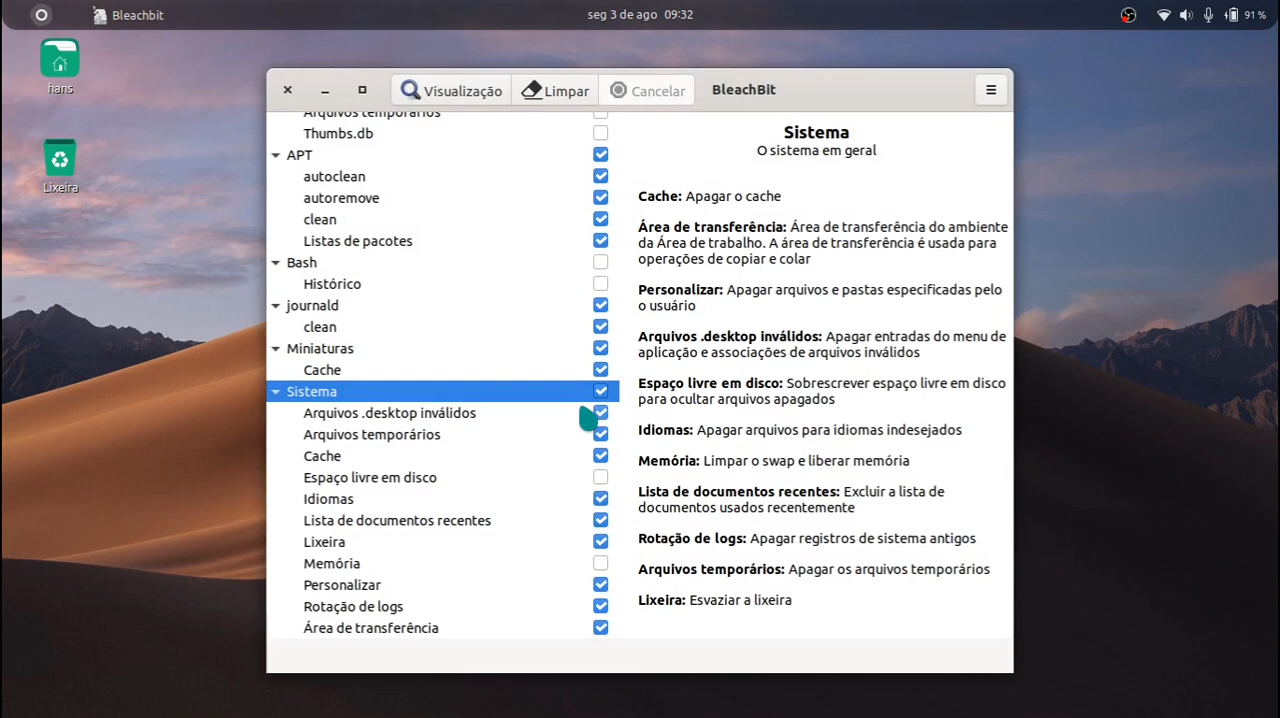 Bleachbit
seg 3 de ago 09:32
91 %
hans
Lixeira
Visualização
Limpar
Cancelar
BleachBit
Arquivos temporários
Thumbs.db
APT
autoclean
autoremove
clean
Listas de pacotes
Bash
Histórico
journald
clean
Miniaturas
Cache
Sistema
Arquivos .desktop inválidos
Arquivos temporários
Cache
Espaço livre em disco
Idiomas
Lista de documentos recentes
Lixeira
Memória
Personalizar
Rotação de logs
Área de transferência
Sistema
O sistema em geral
Cache: Apagar o cache
Área de transferência: Área de transferência do ambiente
da Área de trabalho. A área de transferência é usada para
operações de copiar e colar
Personalizar: Apagar arquivos e pastas especificadas pelo
o usuário
Arquivos .desktop inválidos: Apagar entradas do menu de
aplicação e associações de arquivos inválidos
Espaço livre em disco: Sobrescrever espaço livre em disco
para ocultar arquivos apagados
Idiomas: Apagar arquivos para idiomas indesejados
Memória: Limpar o swap e liberar memória
Lista de documentos recentes: Excluir a lista de
documentos usados recentemente
Rotação de logs: Apagar registros de sistema antigos
Arquivos temporários: Apagar os arquivos temporários
Lixeira: Esvaziar a lixeira